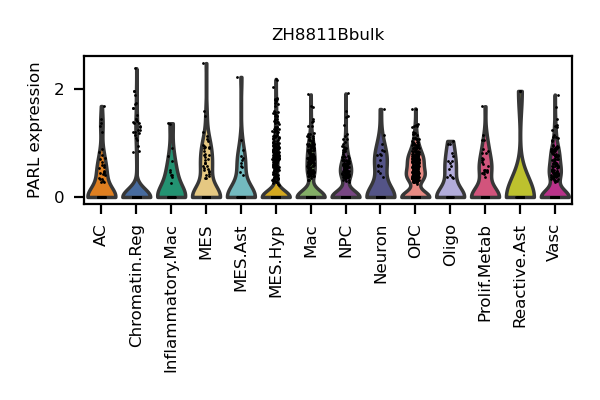 ZH8811Bbulk
PARL expression
2
0
AC
Chromatin.Reg
Inflammatory.Mac
MES
MES.Ast
MES.Hyp
Mac
NPC
Neuron
OPC
Oligo
Prolif.Metab
Reactive.Ast
Vasc